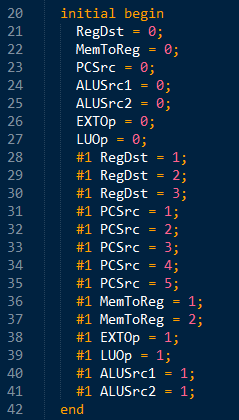 20 initial begin
21 RegDst = 0;
22 MemToReg = 0;
23 PCSrc = 0;
24 ALUSrc1 = 0;
25 ALUSrc2 = 0;
26 EXTOp = 0;
27 LUOp = 0;
28 #1 RegDst = 1;
29 #1 RegDst = 2;
30 #1 RegDst = 3;
31 #1 PCSrc = 1;
32 #1 PCSrc = 2;
33 #1 PCSrc = 3;
34 #1 PCSrc = 4;
35 #1 PCSrc = 5;
36 #1 MemToReg = 1;
37 #1 MemToReg = 2;
38 #1 EXTOp = 1;
39 #1 LUOp = 1;
40 #1 ALUSrc1 = 1;
41 #1 ALUSrc2 = 1;
42 end